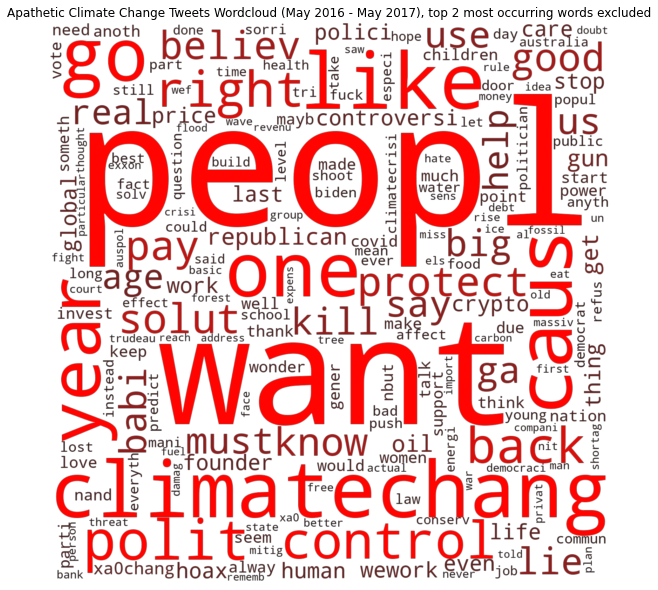 Apathetic Climate Change Tweets Wordcloud (May 2016 - May 2017), top 2 most occurring words excluded
need anoth done sorri polici hope use day care doubt
vote go part believ saw take especi children australia good
still wef time health tri fuck rule door idea stop
right like money popul
real price flood wave revenu mayb controversi let us public
someth global particular thought peopl help politician gun
best exxon fact solv question build level made shoot biden hate much water sens start power
last climatecrisi point debt anyth
crisi could group miss rise ice al fossil un
fight auspol republican covid mean big caus get
long court pay said basic ever els food eat refus
age work one protect old
invest effect forest well expens say crypto due massiv democrat
year solut school thank kill make affect carbon
trudeau reach address tree want ga first thing
keep instead predict babi wonder face gener nbut talk support import think
bad push young nation compani shortag
mani must know oil energi back
lost love everyth fuel founder women democraci nit man
damag would actual war
nand climatechang free law privat
threat xa0 better conserv told
parti person polit state control life commun
seem mitig even plan
bank xa0chang hoax rememb alway human wework never job lie